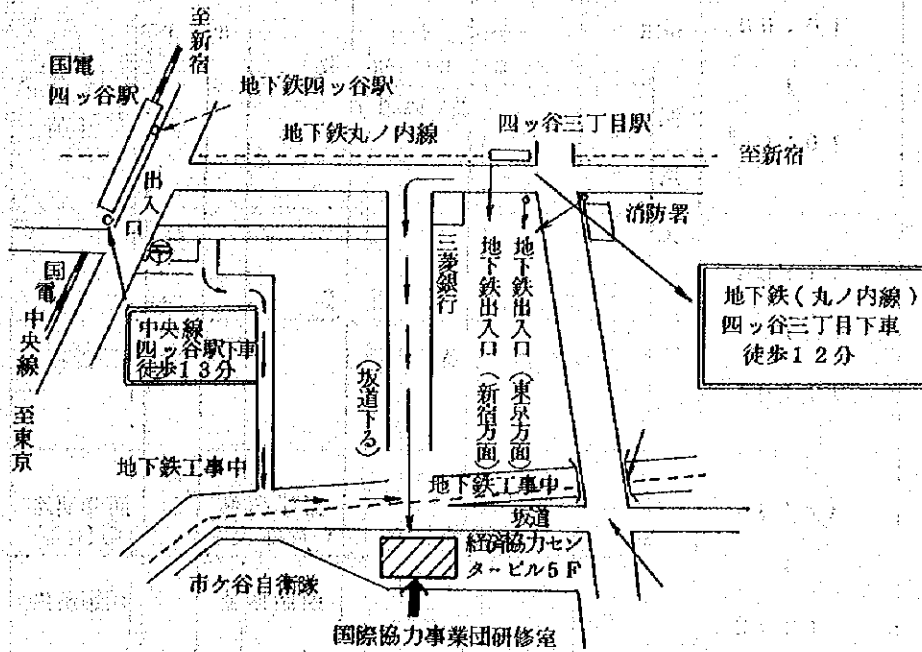 至新宿
国電
四ッ谷駅
地下鉄四ッ谷駅
地下鉄丸ノ内線
四ッ谷三丁目駅
至新宿
出入口
消防署
三菱銀行
地下鉄出入口（新宿方面）
地下鉄出入口（東京方面）
地下鉄（丸ノ内線）
四ッ谷三丁目下車
徒歩12分
国電中央線
至東京
中央線
四ッ谷駅下車
徒歩13分
（坂道下る）
地下鉄工事中
地下鉄工事中
坂道
経済協力セン
タービル5F
市ケ谷自衛隊
国際協力事業団研修室